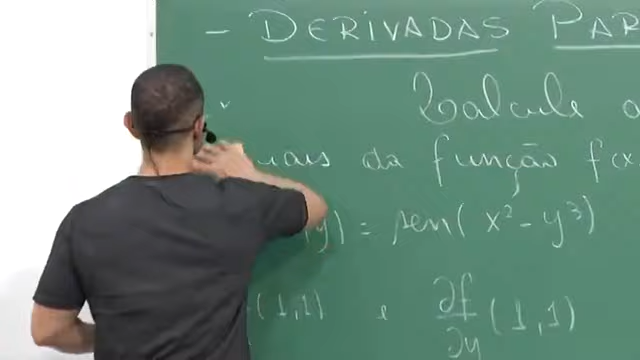 - DERIVADAS PAR
Calcule a
uais da função f(x
y) = sen( x² - y³)
(1,1) e ∂f/∂y (1,1)